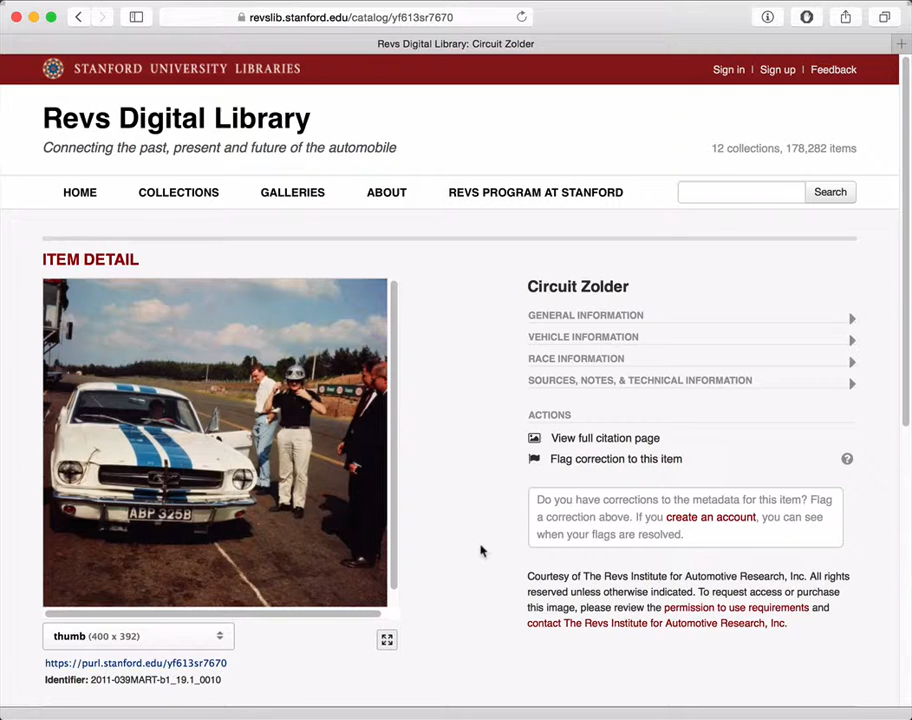 revslib.stanford.edu/catalog/yf613sr7670
Revs Digital Library: Circuit Zolder
STANFORD UNIVERSITY LIBRARIES
Sign in | Sign up | Feedback
Revs Digital Library
Connecting the past, present and future of the automobile
12 collections, 178,282 items
HOME COLLECTIONS GALLERIES ABOUT REVS PROGRAM AT STANFORD Search
ITEM DETAIL
ABP 325B
thumb (400 x 392)
https://purl.stanford.edu/yf613sr7670
Identifier: 2011-039MART-b1_19.1_0010
Circuit Zolder
GENERAL INFORMATION
VEHICLE INFORMATION
RACE INFORMATION
SOURCES, NOTES, & TECHNICAL INFORMATION
ACTIONS
View full citation page
Flag correction to this item ?
Do you have corrections to the metadata for this item? Flag
a correction above. If you create an account, you can see
when your flags are resolved.
Courtesy of The Revs Institute for Automotive Research, Inc. All rights
reserved unless otherwise indicated. To request access or purchase
this image, please review the permission to use requirements and
contact The Revs Institute for Automotive Research, Inc.